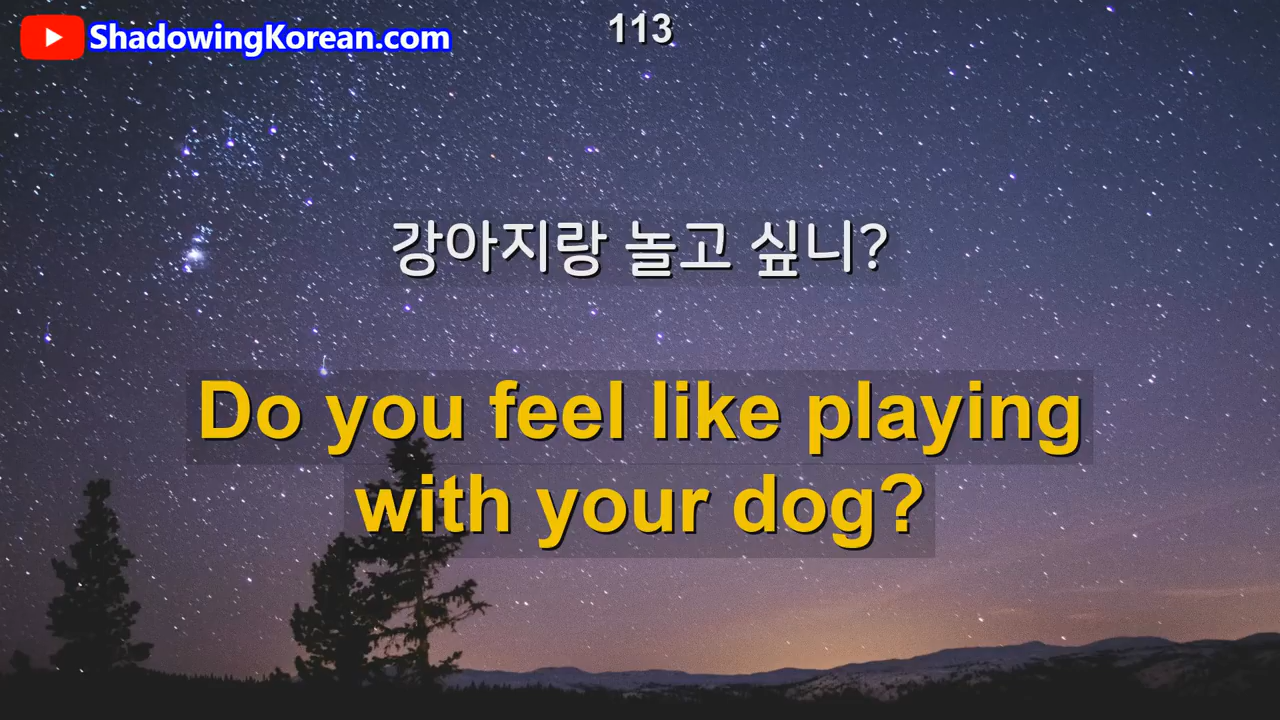 ShadowingKorean.com
113
강아지랑 놀고 싶니?
Do you feel like playing
with your dog?